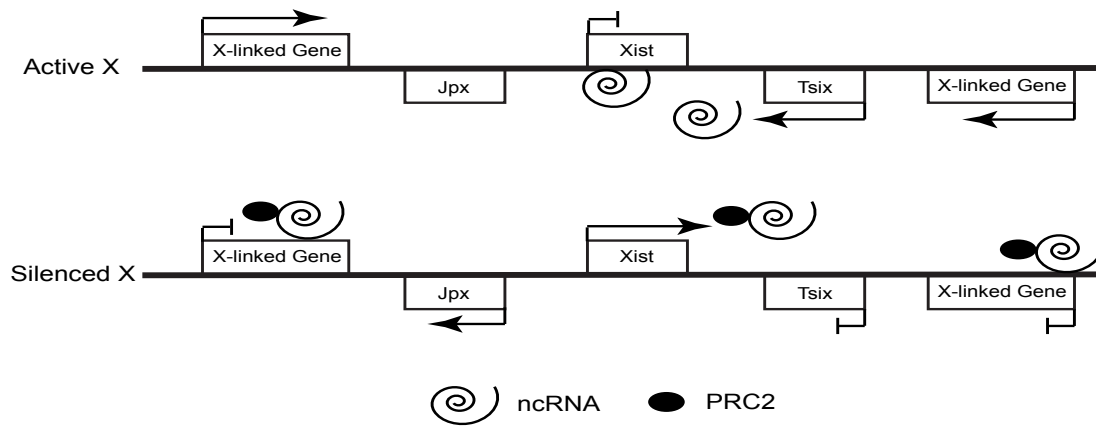 X-linked Gene
Xist
Active X
Jpx
Tsix
X-linked Gene
X-linked Gene
Xist
Silenced X
Jpx
Tsix
X-linked Gene
ncRNA
PRC2